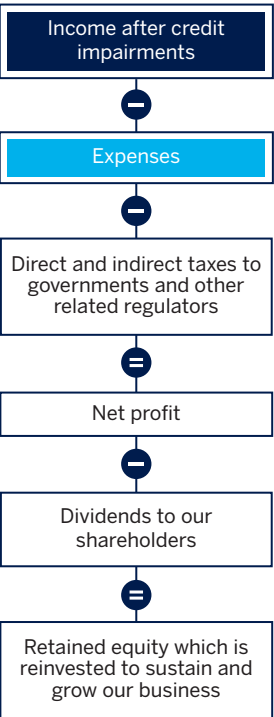 Income after credit
impairments
−
Expenses
−
Direct and indirect taxes to
governments and other
related regulators
=
Net profit
−
Dividends to our
shareholders
=
Retained equity which is
reinvested to sustain and
grow our business